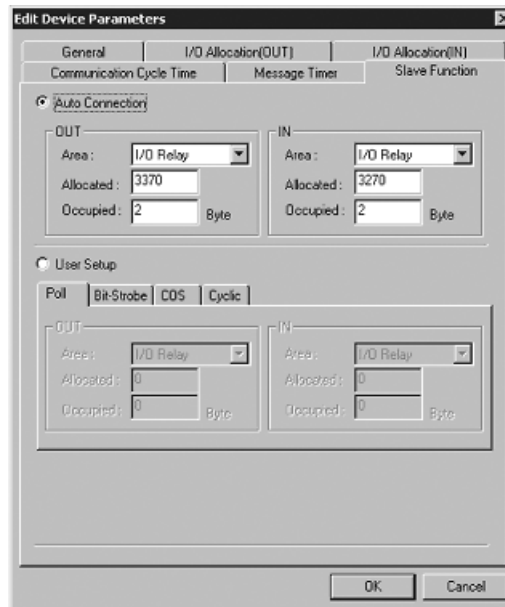 Edit Device Parameters
General I/O Allocation(OUT) I/O Allocation(IN)
Communication Cycle Time Message Timer Slave Function
Auto Connection
OUT IN
Area : I/O Relay Area : I/O Relay
Allocated : 3370 Allocated : 3270
Occupied : 2 Byte Occupied : 2 Byte
User Setup
Poll Bit-Strobe COS Cyclic
OUT IN
Area : I/O Relay Area : I/O Relay
Allocated : 0 Allocated : 0
Occupied : 0 Byte Occupied : 0 Byte
OK Cancel